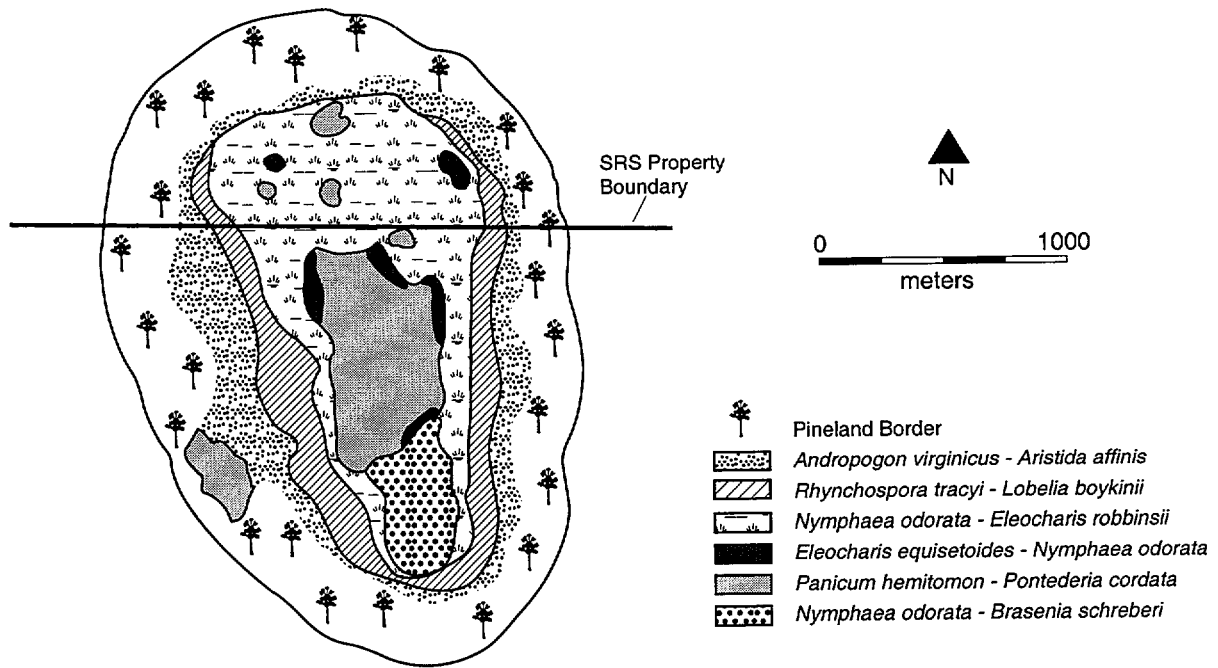 SRS Property
Boundary
N
0 1000
meters
Pineland Border
Andropogon virginicus - Aristida affinis
Rhynchospora tracyi - Lobelia boykinii
Nymphaea odorata - Eleocharis robbinsii
Eleocharis equisetoides - Nymphaea odorata
Panicum hemitomon - Pontederia cordata
Nymphaea odorata - Brasenia schreberi